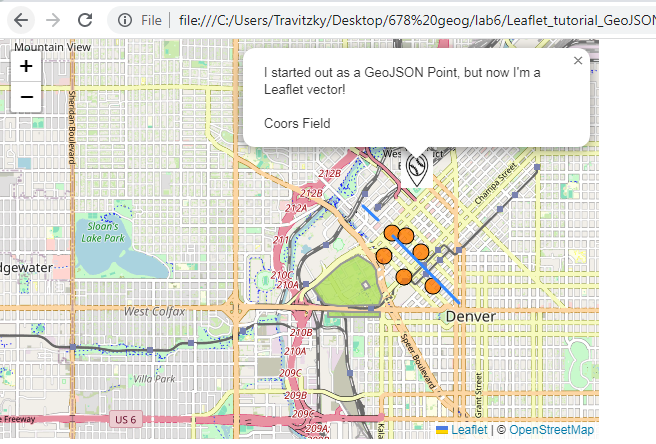 File | file:///C:/Users/Travitzky/Desktop/678%20geog/lab6/Leaflet_tutorial_GeoJSON
Mountain View
+
−
×
I started out as a GeoJSON Point, but now I'm a
Leaflet vector!
Coors Field
Sheridan Boulevard
212B
212B
212A
Champa Street
Sloan's
Lake Park
dgewater
210C
210A
West Colfax
Denver
210B
210A
Speer Boulevard
209C
Villa Park
209C
209B
209A
Grant Street
e Freeway
US 6
Kala
Leaflet | © OpenStreetMap